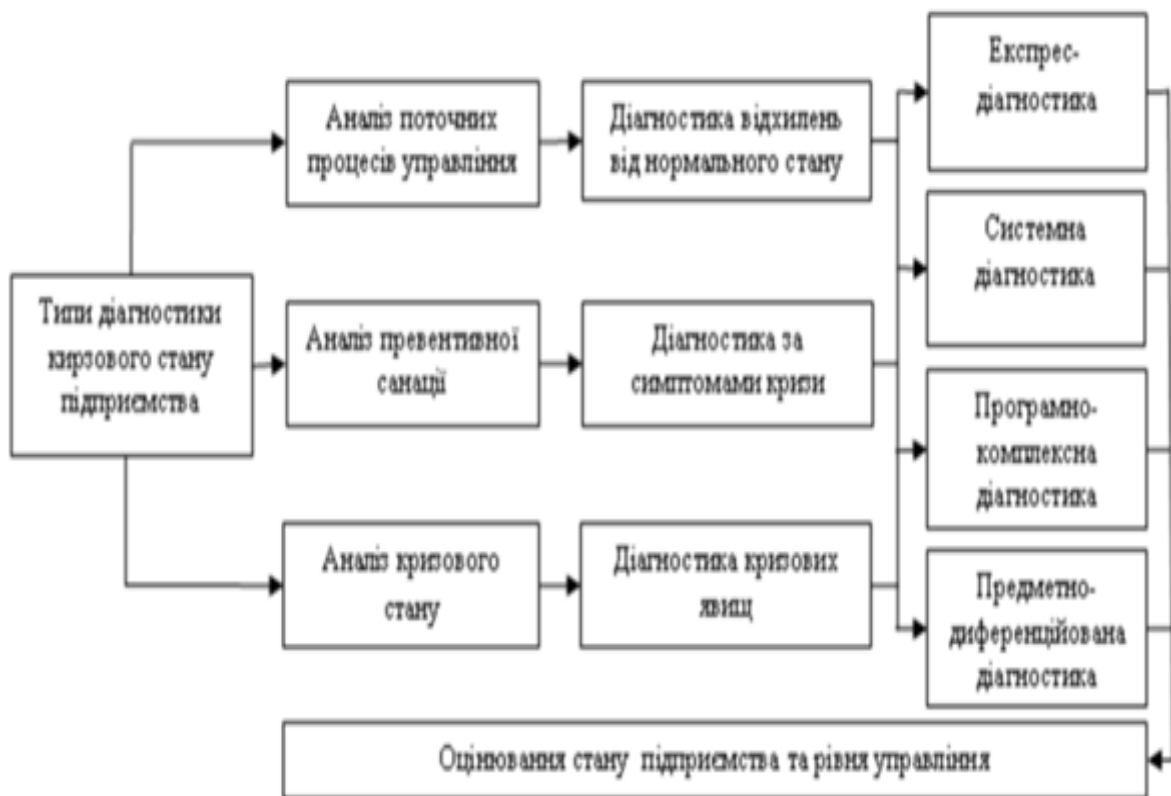 Типи діагностики
кирзового стану
підприємства
Аналіз поточних
процесів управління
Діагностика відхилень
від нормального стану
Аналіз превентивної
санації
Діагностика за
симптомами кризи
Аналіз кризового
стану
Діагностика кризових
явищ
Експрес-
діагностика
Системна
діагностика
Програмно-
комплексна
діагностика
Предметно-
диференційована
діагностика
Оцінювання стану підприємства та рівня управління